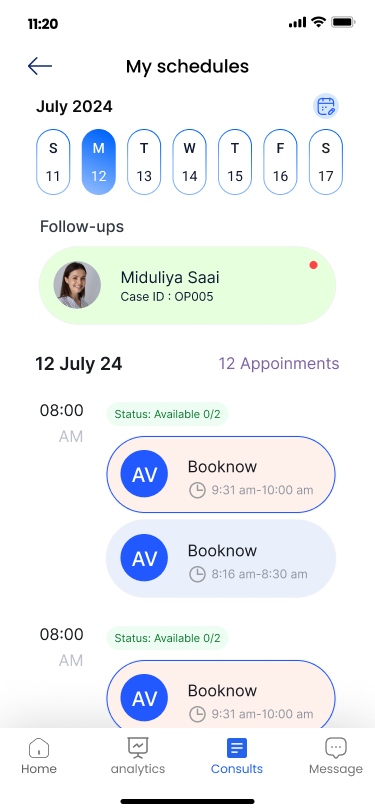 11:20
My schedules
July 2024
S M T W T F S
11 12 13 14 15 16 17
Follow-ups
Miduliya Saai
Case ID : OP005
12 July 24 12 Appoinments
08:00
AM
Status: Available 0/2
AV
Booknow
9:31 am-10:00 am
AV
Booknow
8:16 am-8:30 am
08:00
AM
Status: Available 0/2
AV
Booknow
9:31 am-10:00 am
Home analytics Consults Message